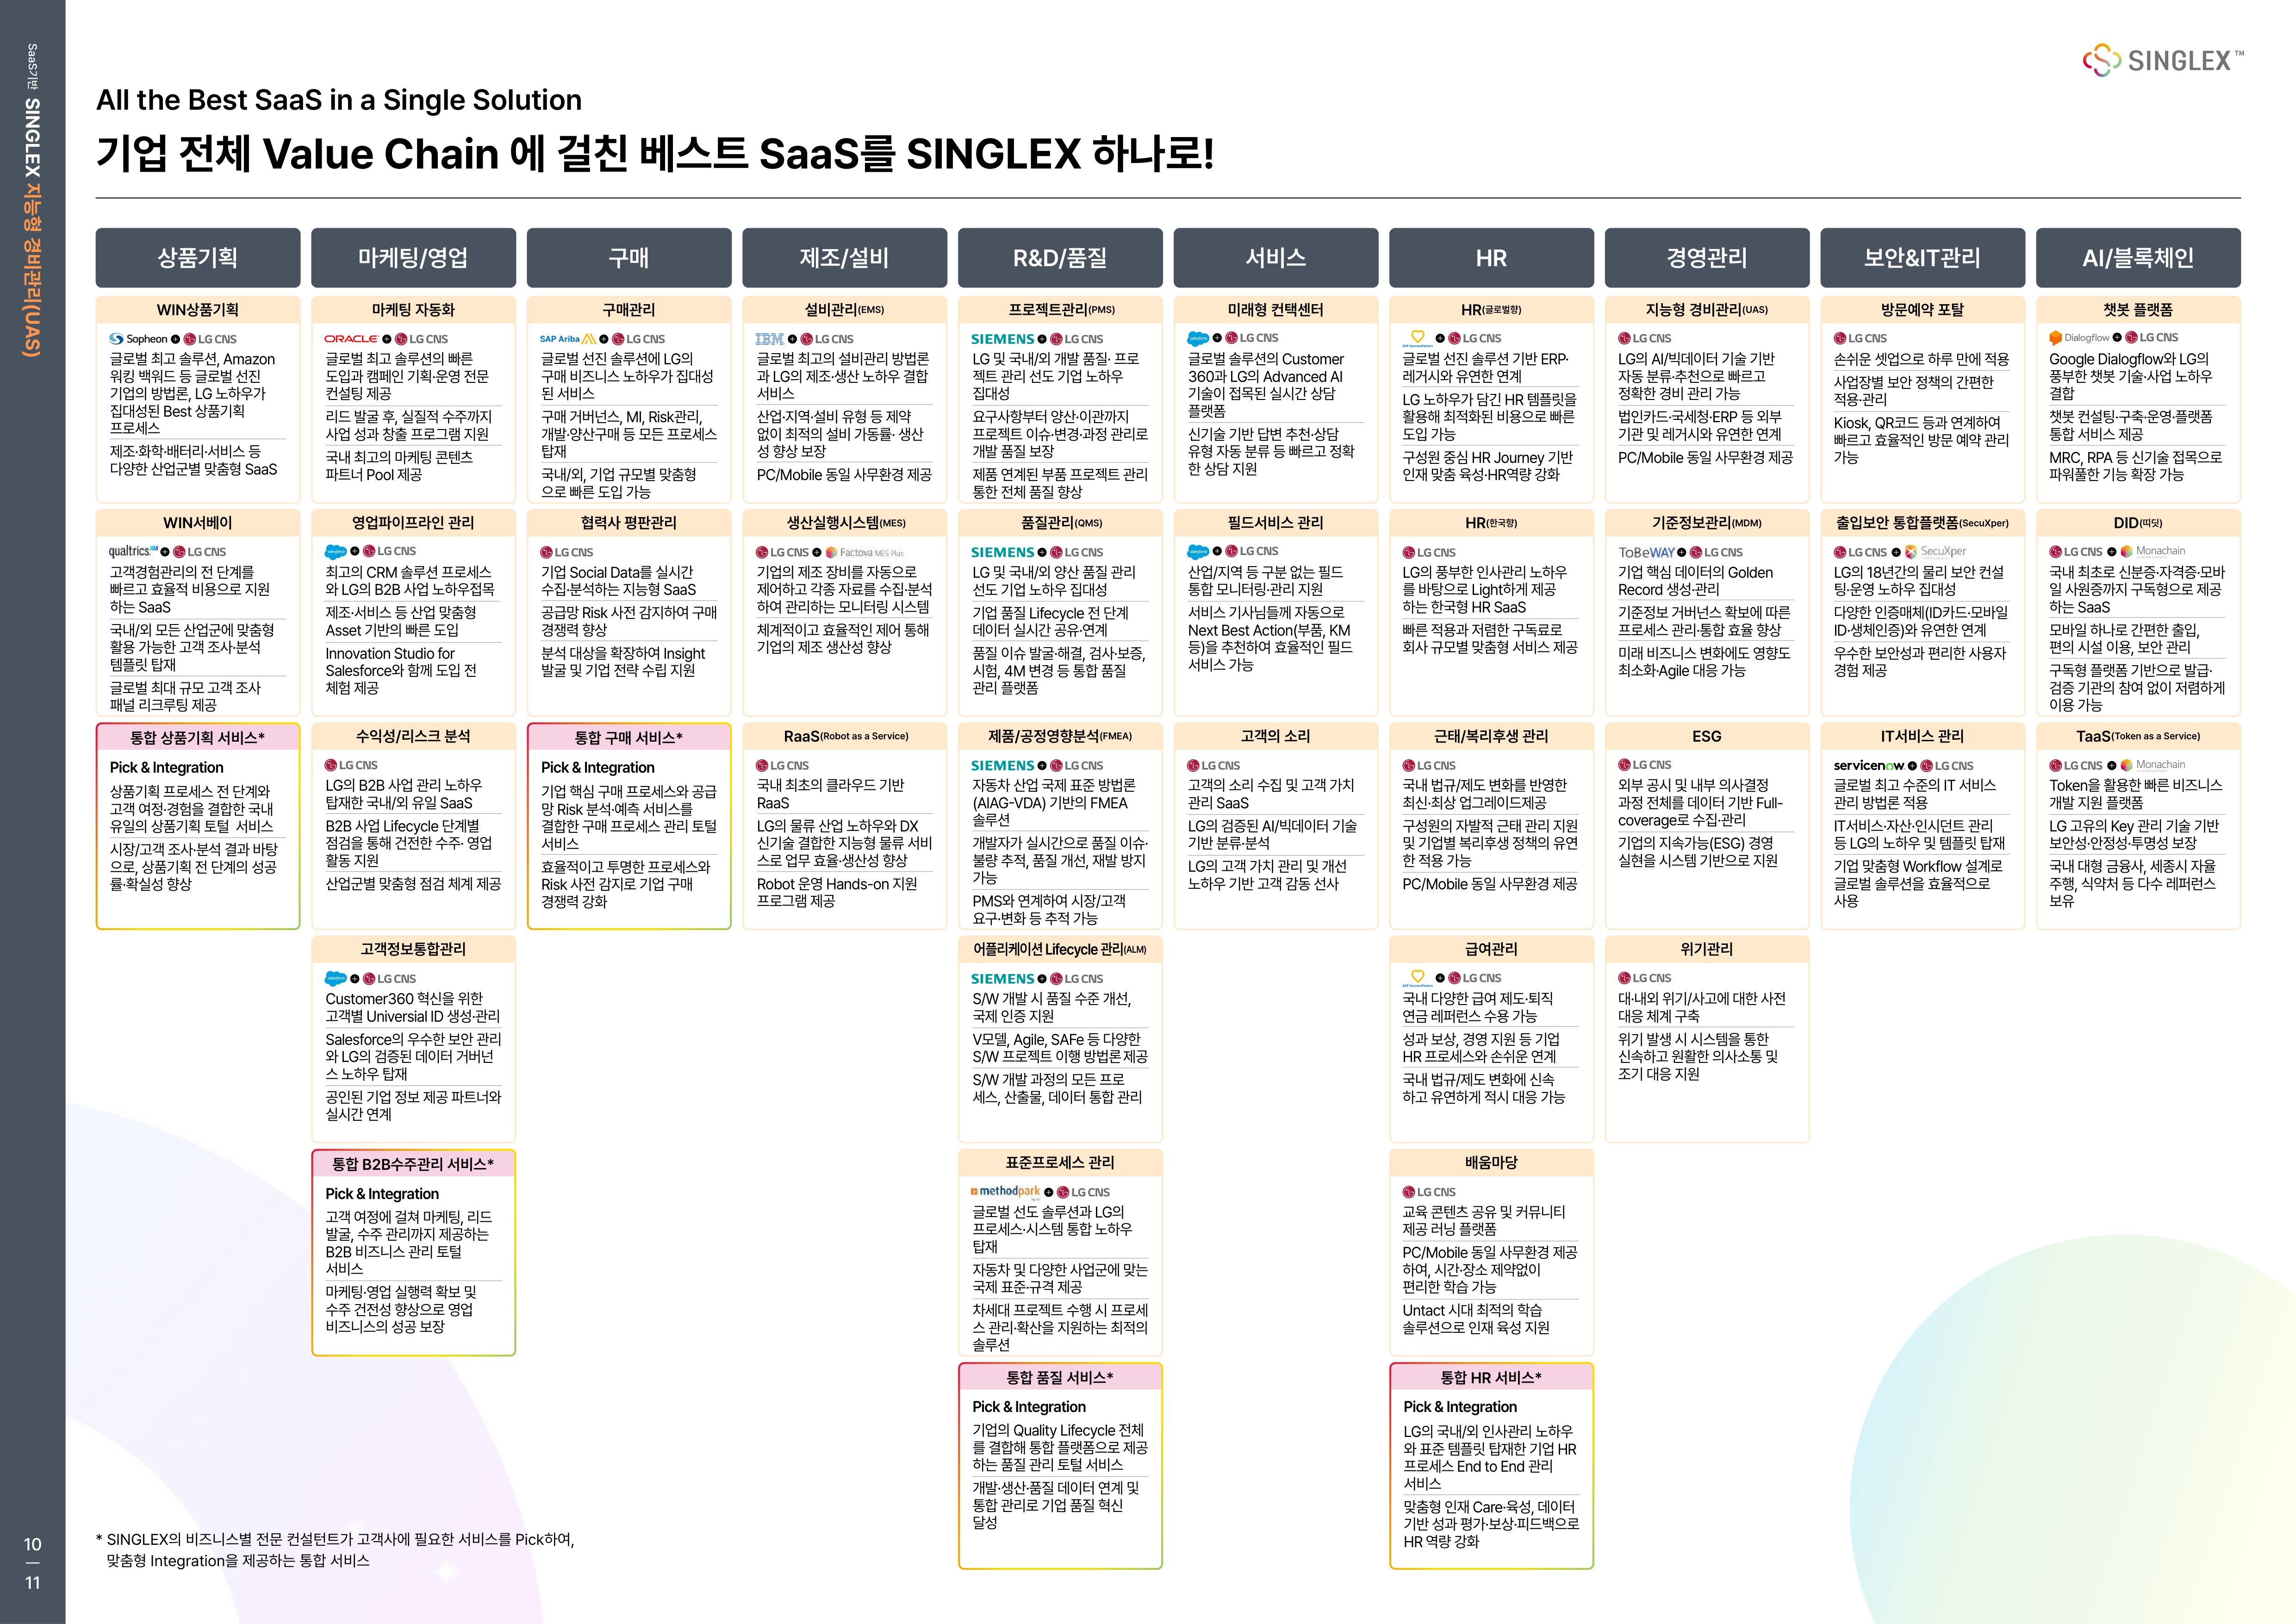 SaaS기반 SINGLEX 지능형 경비관리(UAS)
SINGLEX™
All the Best SaaS in a Single Solution
기업 전체 Value Chain 에 걸친 베스트 SaaS를 SINGLEX 하나로!
상품기획
WIN상품기획
Sopheon + LG CNS
글로벌 최고 솔루션, Amazon
워킹 백워드 등 글로벌 선진
기업의 방법론, LG 노하우가
집대성된 Best 상품기획
프로세스
제조·화학·배터리·서비스 등
다양한 산업군별 맞춤형 SaaS
WIN서베이
qualtrics.XM + LG CNS
고객경험관리의 전 단계를
빠르고 효율적 비용으로 지원
하는 SaaS
국내/외 모든 산업군에 맞춤형
활용 가능한 고객 조사·분석
템플릿 탑재
글로벌 최대 규모 고객 조사
패널 리크루팅 제공
통합 상품기획 서비스*
Pick & Integration
상품기획 프로세스 전 단계와
고객 여정·경험을 결합한 국내
유일의 상품기획 토털 서비스
시장/고객 조사·분석 결과 바탕
으로, 상품기획 전 단계의 성공
률·확실성 향상
마케팅/영업
마케팅 자동화
ORACLE + LG CNS
글로벌 최고 솔루션의 빠른
도입과 캠페인 기획·운영 전문
컨설팅 제공
리드 발굴 후, 실질적 수주까지
사업 성과 창출 프로그램 지원
국내 최고의 마케팅 콘텐츠
파트너 Pool 제공
영업파이프라인 관리
salesforce + LG CNS
최고의 CRM 솔루션 프로세스
와 LG의 B2B 사업 노하우접목
제조·서비스 등 산업 맞춤형
Asset 기반의 빠른 도입
Innovation Studio for
Salesforce와 함께 도입 전
체험 제공
수익성/리스크 분석
LG CNS
LG의 B2B 사업 관리 노하우
탑재한 국내/외 유일 SaaS
B2B 사업 Lifecycle 단계별
점검을 통해 건전한 수주· 영업
활동 지원
산업군별 맞춤형 점검 체계 제공
고객정보통합관리
salesforce + LG CNS
Customer360 혁신을 위한
고객별 Universial ID 생성·관리
Salesforce의 우수한 보안 관리
와 LG의 검증된 데이터 거버넌
스 노하우 탑재
공인된 기업 정보 제공 파트너와
실시간 연계
통합 B2B수주관리 서비스*
Pick & Integration
고객 여정에 걸쳐 마케팅, 리드
발굴, 수주 관리까지 제공하는
B2B 비즈니스 관리 토털
서비스
마케팅·영업 실행력 확보 및
수주 건전성 향상으로 영업
비즈니스의 성공 보장
구매
구매관리
SAP Ariba + LG CNS
글로벌 선진 솔루션에 LG의
구매 비즈니스 노하우가 집대성
된 서비스
구매 거버넌스, MI, Risk관리,
개발·양산구매 등 모든 프로세스
탑재
국내/외, 기업 규모별 맞춤형
으로 빠른 도입 가능
협력사 평판관리
LG CNS
기업 Social Data를 실시간
수집·분석하는 지능형 SaaS
공급망 Risk 사전 감지하여 구매
경쟁력 향상
분석 대상을 확장하여 Insight
발굴 및 기업 전략 수립 지원
통합 구매 서비스*
Pick & Integration
기업 핵심 구매 프로세스와 공급
망 Risk 분석·예측 서비스를
결합한 구매 프로세스 관리 토털
서비스
효율적이고 투명한 프로세스와
Risk 사전 감지로 기업 구매
경쟁력 강화
제조/설비
설비관리(EMS)
IBM + LG CNS
글로벌 최고의 설비관리 방법론
과 LG의 제조·생산 노하우 결합
서비스
산업·지역·설비 유형 등 제약
없이 최적의 설비 가동률· 생산
성 향상 보장
PC/Mobile 동일 사무환경 제공
생산실행시스템(MES)
LG CNS + Factova MES Plus
기업의 제조 장비를 자동으로
제어하고 각종 자료를 수집·분석
하여 관리하는 모니터링 시스템
체계적이고 효율적인 제어 통해
기업의 제조 생산성 향상
RaaS(Robot as a Service)
LG CNS
국내 최초의 클라우드 기반
RaaS
LG의 물류 산업 노하우와 DX
신기술 결합한 지능형 물류 서비
스로 업무 효율·생산성 향상
Robot 운영 Hands-on 지원
프로그램 제공
R&D/품질
프로젝트관리(PMS)
SIEMENS + LG CNS
LG 및 국내/외 개발 품질· 프로
젝트 관리 선도 기업 노하우
집대성
요구사항부터 양산·이관까지
프로젝트 이슈·변경·과정 관리로
개발 품질 보장
제품 연계된 부품 프로젝트 관리
통한 전체 품질 향상
품질관리(QMS)
SIEMENS + LG CNS
LG 및 국내/외 양산 품질 관리
선도 기업 노하우 집대성
기업 품질 Lifecycle 전 단계
데이터 실시간 공유·연계
품질 이슈 발굴·해결, 검사·보증,
시험, 4M 변경 등 통합 품질
관리 플랫폼
제품/공정영향분석(FMEA)
SIEMENS + LG CNS
자동차 산업 국제 표준 방법론
(AIAG-VDA) 기반의 FMEA
솔루션
개발자가 실시간으로 품질 이슈·
불량 추적, 품질 개선, 재발 방지
가능
PMS와 연계하여 시장/고객
요구·변화 등 추적 가능
어플리케이션 Lifecycle 관리(ALM)
SIEMENS + LG CNS
S/W 개발 시 품질 수준 개선,
국제 인증 지원
V모델, Agile, SAFe 등 다양한
S/W 프로젝트 이행 방법론 제공
S/W 개발 과정의 모든 프로
세스, 산출물, 데이터 통합 관리
표준프로세스 관리
methodpark + LG CNS
글로벌 선도 솔루션과 LG의
프로세스·시스템 통합 노하우
탑재
자동차 및 다양한 사업군에 맞는
국제 표준·규격 제공
차세대 프로젝트 수행 시 프로세
스 관리·확산을 지원하는 최적의
솔루션
통합 품질 서비스*
Pick & Integration
기업의 Quality Lifecycle 전체
를 결합해 통합 플랫폼으로 제공
하는 품질 관리 토털 서비스
개발·생산·품질 데이터 연계 및
통합 관리로 기업 품질 혁신
달성
서비스
미래형 컨택센터
salesforce + LG CNS
글로벌 솔루션의 Customer
360과 LG의 Advanced AI
기술이 접목된 실시간 상담
플랫폼
신기술 기반 답변 추천·상담
유형 자동 분류 등 빠르고 정확
한 상담 지원
필드서비스 관리
salesforce + LG CNS
산업/지역 등 구분 없는 필드
통합 모니터링·관리 지원
서비스 기사님들께 자동으로
Next Best Action(부품, KM
등)을 추천하여 효율적인 필드
서비스 가능
고객의 소리
LG CNS
고객의 소리 수집 및 고객 가치
관리 SaaS
LG의 검증된 AI/빅데이터 기술
기반 분류·분석
LG의 고객 가치 관리 및 개선
노하우 기반 고객 감동 선사
HR
HR(글로벌향)
SAP SuccessFactors + LG CNS
글로벌 선진 솔루션 기반 ERP·
레거시와 유연한 연계
LG 노하우가 담긴 HR 템플릿을
활용해 최적화된 비용으로 빠른
도입 가능
구성원 중심 HR Journey 기반
인재 맞춤 육성·HR역량 강화
HR(한국향)
LG CNS
LG의 풍부한 인사관리 노하우
를 바탕으로 Light하게 제공
하는 한국형 HR SaaS
빠른 적용과 저렴한 구독료로
회사 규모별 맞춤형 서비스 제공
근태/복리후생 관리
LG CNS
국내 법규/제도 변화를 반영한
최신·최상 업그레이드제공
구성원의 자발적 근태 관리 지원
및 기업별 복리후생 정책의 유연
한 적용 가능
PC/Mobile 동일 사무환경 제공
급여관리
SAP SuccessFactors + LG CNS
국내 다양한 급여 제도·퇴직
연금 레퍼런스 수용 가능
성과 보상, 경영 지원 등 기업
HR 프로세스와 손쉬운 연계
국내 법규/제도 변화에 신속
하고 유연하게 적시 대응 가능
배움마당
LG CNS
교육 콘텐츠 공유 및 커뮤니티
제공 러닝 플랫폼
PC/Mobile 동일 사무환경 제공
하여, 시간·장소 제약없이
편리한 학습 가능
Untact 시대 최적의 학습
솔루션으로 인재 육성 지원
통합 HR 서비스*
Pick & Integration
LG의 국내/외 인사관리 노하우
와 표준 템플릿 탑재한 기업 HR
프로세스 End to End 관리
서비스
맞춤형 인재 Care·육성, 데이터
기반 성과 평가·보상·피드백으로
HR 역량 강화
경영관리
지능형 경비관리(UAS)
LG CNS
LG의 AI/빅데이터 기술 기반
자동 분류·추천으로 빠르고
정확한 경비 관리 가능
법인카드·국세청·ERP 등 외부
기관 및 레거시와 유연한 연계
PC/Mobile 동일 사무환경 제공
기준정보관리(MDM)
ToBeWAY + LG CNS
기업 핵심 데이터의 Golden
Record 생성·관리
기준정보 거버넌스 확보에 따른
프로세스 관리·통합 효율 향상
미래 비즈니스 변화에도 영향도
최소화·Agile 대응 가능
ESG
LG CNS
외부 공시 및 내부 의사결정
과정 전체를 데이터 기반 Full-
coverage로 수집·관리
기업의 지속가능(ESG) 경영
실현을 시스템 기반으로 지원
위기관리
LG CNS
대·내외 위기/사고에 대한 사전
대응 체계 구축
위기 발생 시 시스템을 통한
신속하고 원활한 의사소통 및
조기 대응 지원
보안&IT관리
방문예약 포탈
LG CNS
손쉬운 셋업으로 하루 만에 적용
사업장별 보안 정책의 간편한
적용·관리
Kiosk, QR코드 등과 연계하여
빠르고 효율적인 방문 예약 관리
가능
출입보안 통합플랫폼(SecuXper)
LG CNS + SecuXper
LG의 18년간의 물리 보안 컨설
팅·운영 노하우 집대성
다양한 인증매체(ID카드·모바일
ID·생체인증)와 유연한 연계
우수한 보안성과 편리한 사용자
경험 제공
IT서비스 관리
servicenow + LG CNS
글로벌 최고 수준의 IT 서비스
관리 방법론 적용
IT서비스·자산·인시던트 관리
등 LG의 노하우 및 템플릿 탑재
기업 맞춤형 Workflow 설계로
글로벌 솔루션을 효율적으로
사용
AI/블록체인
챗봇 플랫폼
Dialogflow + LG CNS
Google Dialogflow와 LG의
풍부한 챗봇 기술·사업 노하우
결합
챗봇 컨설팅·구축·운영·플랫폼
통합 서비스 제공
MRC, RPA 등 신기술 접목으로
파워풀한 기능 확장 가능
DID(띠딧)
LG CNS + Monachain
국내 최초로 신분증·자격증·모바
일 사원증까지 구독형으로 제공
하는 SaaS
모바일 하나로 간편한 출입,
편의 시설 이용, 보안 관리
구독형 플랫폼 기반으로 발급·
검증 기관의 참여 없이 저렴하게
이용 가능
TaaS(Token as a Service)
LG CNS + Monachain
Token을 활용한 빠른 비즈니스
개발 지원 플랫폼
LG 고유의 Key 관리 기술 기반
보안성·안정성·투명성 보장
국내 대형 금융사, 세종시 자율
주행, 식약처 등 다수 레퍼런스
보유
* SINGLEX의 비즈니스별 전문 컨설턴트가 고객사에 필요한 서비스를 Pick하여,
맞춤형 Integration을 제공하는 통합 서비스
10
11